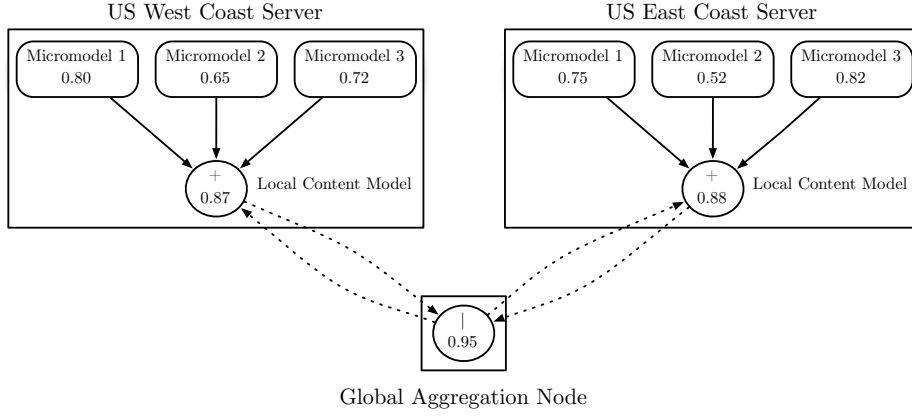 US West Coast Server
US East Coast Server
Micromodel 1
0.80
Micromodel 2
0.65
Micromodel 3
0.72
Micromodel 1
0.75
Micromodel 2
0.52
Micromodel 3
0.82
+
0.87
Local Content Model
+
0.88
Local Content Model
|
0.95
Global Aggregation Node